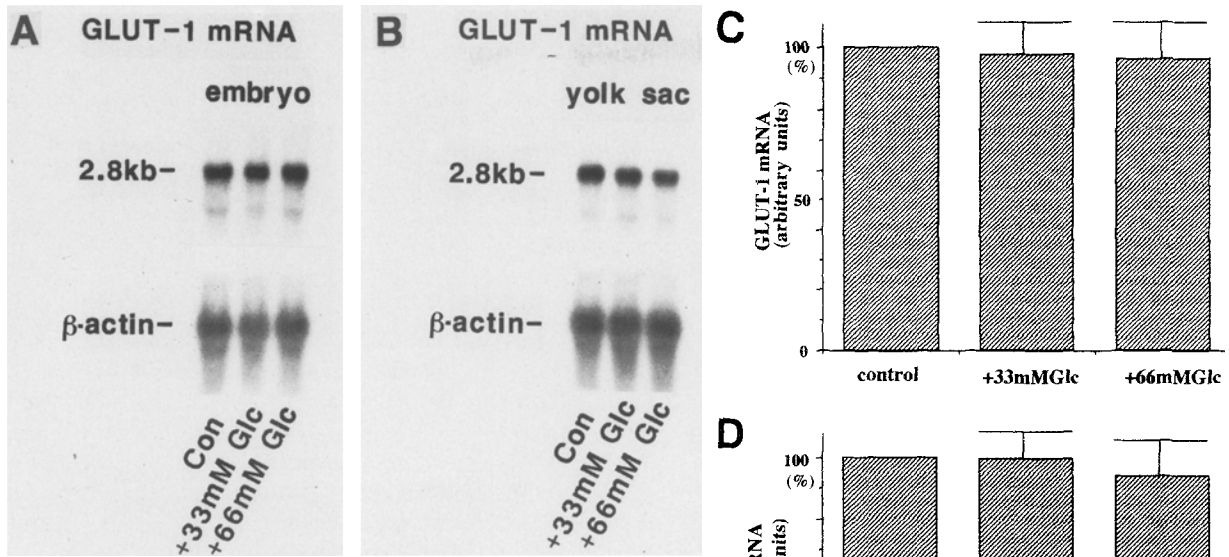 A GLUT-1 mRNA
embryo
2.8kb-
β·actin-
Con
+33mM Glc
+66mM Glc
B GLUT-1 mRNA
yolk sac
2.8kb-
β·actin-
Con
+33mM Glc
+66mM Glc
C
GLUT-1 mRNA
(arbitrary units)
100
(%)
50
0
control
+33mMGlc
+66mMGlc
D
100
(%)